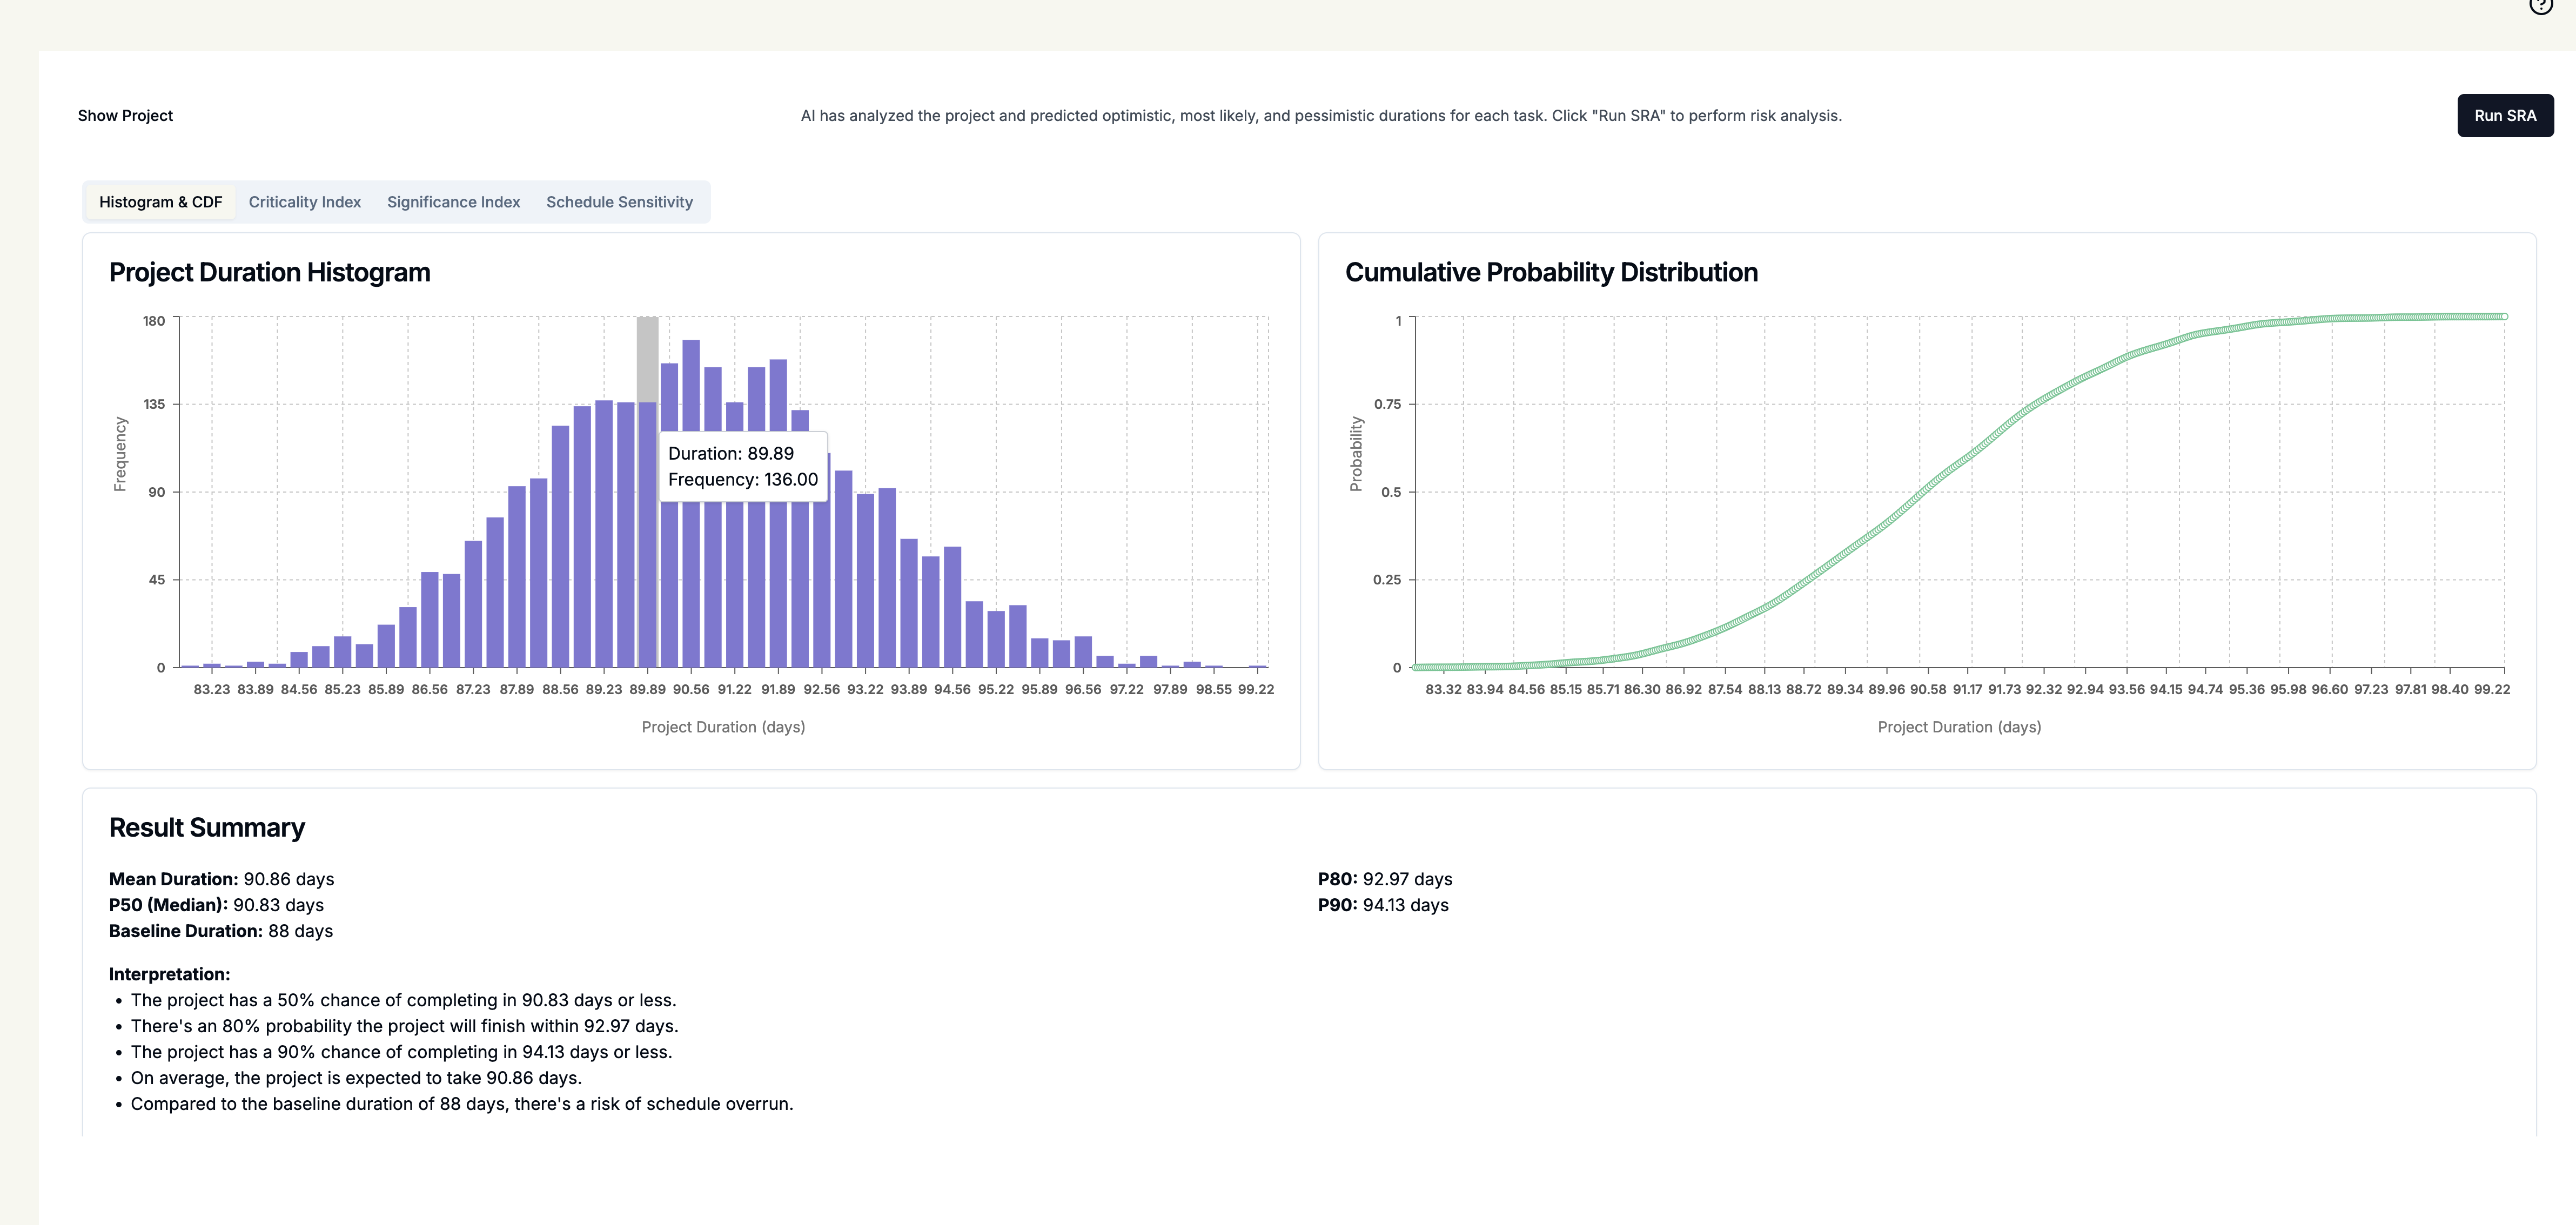 Show Project
AI has analyzed the project and predicted optimistic, most likely, and pessimistic durations for each task. Click "Run SRA" to perform risk analysis.
Run SRA
Histogram & CDF
Criticality Index
Significance Index
Schedule Sensitivity
Project Duration Histogram
180
135
90
45
0
Frequency
Duration: 89.89
Frequency: 136.00
83.23 83.89 84.56 85.23 85.89 86.56 87.23 87.89 88.56 89.23 89.89 90.56 91.22 91.89 92.56 93.22 93.89 94.56 95.22 95.89 96.56 97.22 97.89 98.55 99.22
Project Duration (days)
Cumulative Probability Distribution
1
0.75
0.5
0.25
0
Probability
83.32 83.94 84.56 85.15 85.71 86.30 86.92 87.54 88.13 88.72 89.34 89.96 90.58 91.17 91.73 92.32 92.94 93.56 94.15 94.74 95.36 95.98 96.60 97.23 97.81 98.40 99.22
Project Duration (days)
Result Summary
Mean Duration: 90.86 days
P50 (Median): 90.83 days
Baseline Duration: 88 days
P80: 92.97 days
P90: 94.13 days
Interpretation:
• The project has a 50% chance of completing in 90.83 days or less.
• There's an 80% probability the project will finish within 92.97 days.
• The project has a 90% chance of completing in 94.13 days or less.
• On average, the project is expected to take 90.86 days.
• Compared to the baseline duration of 88 days, there's a risk of schedule overrun.